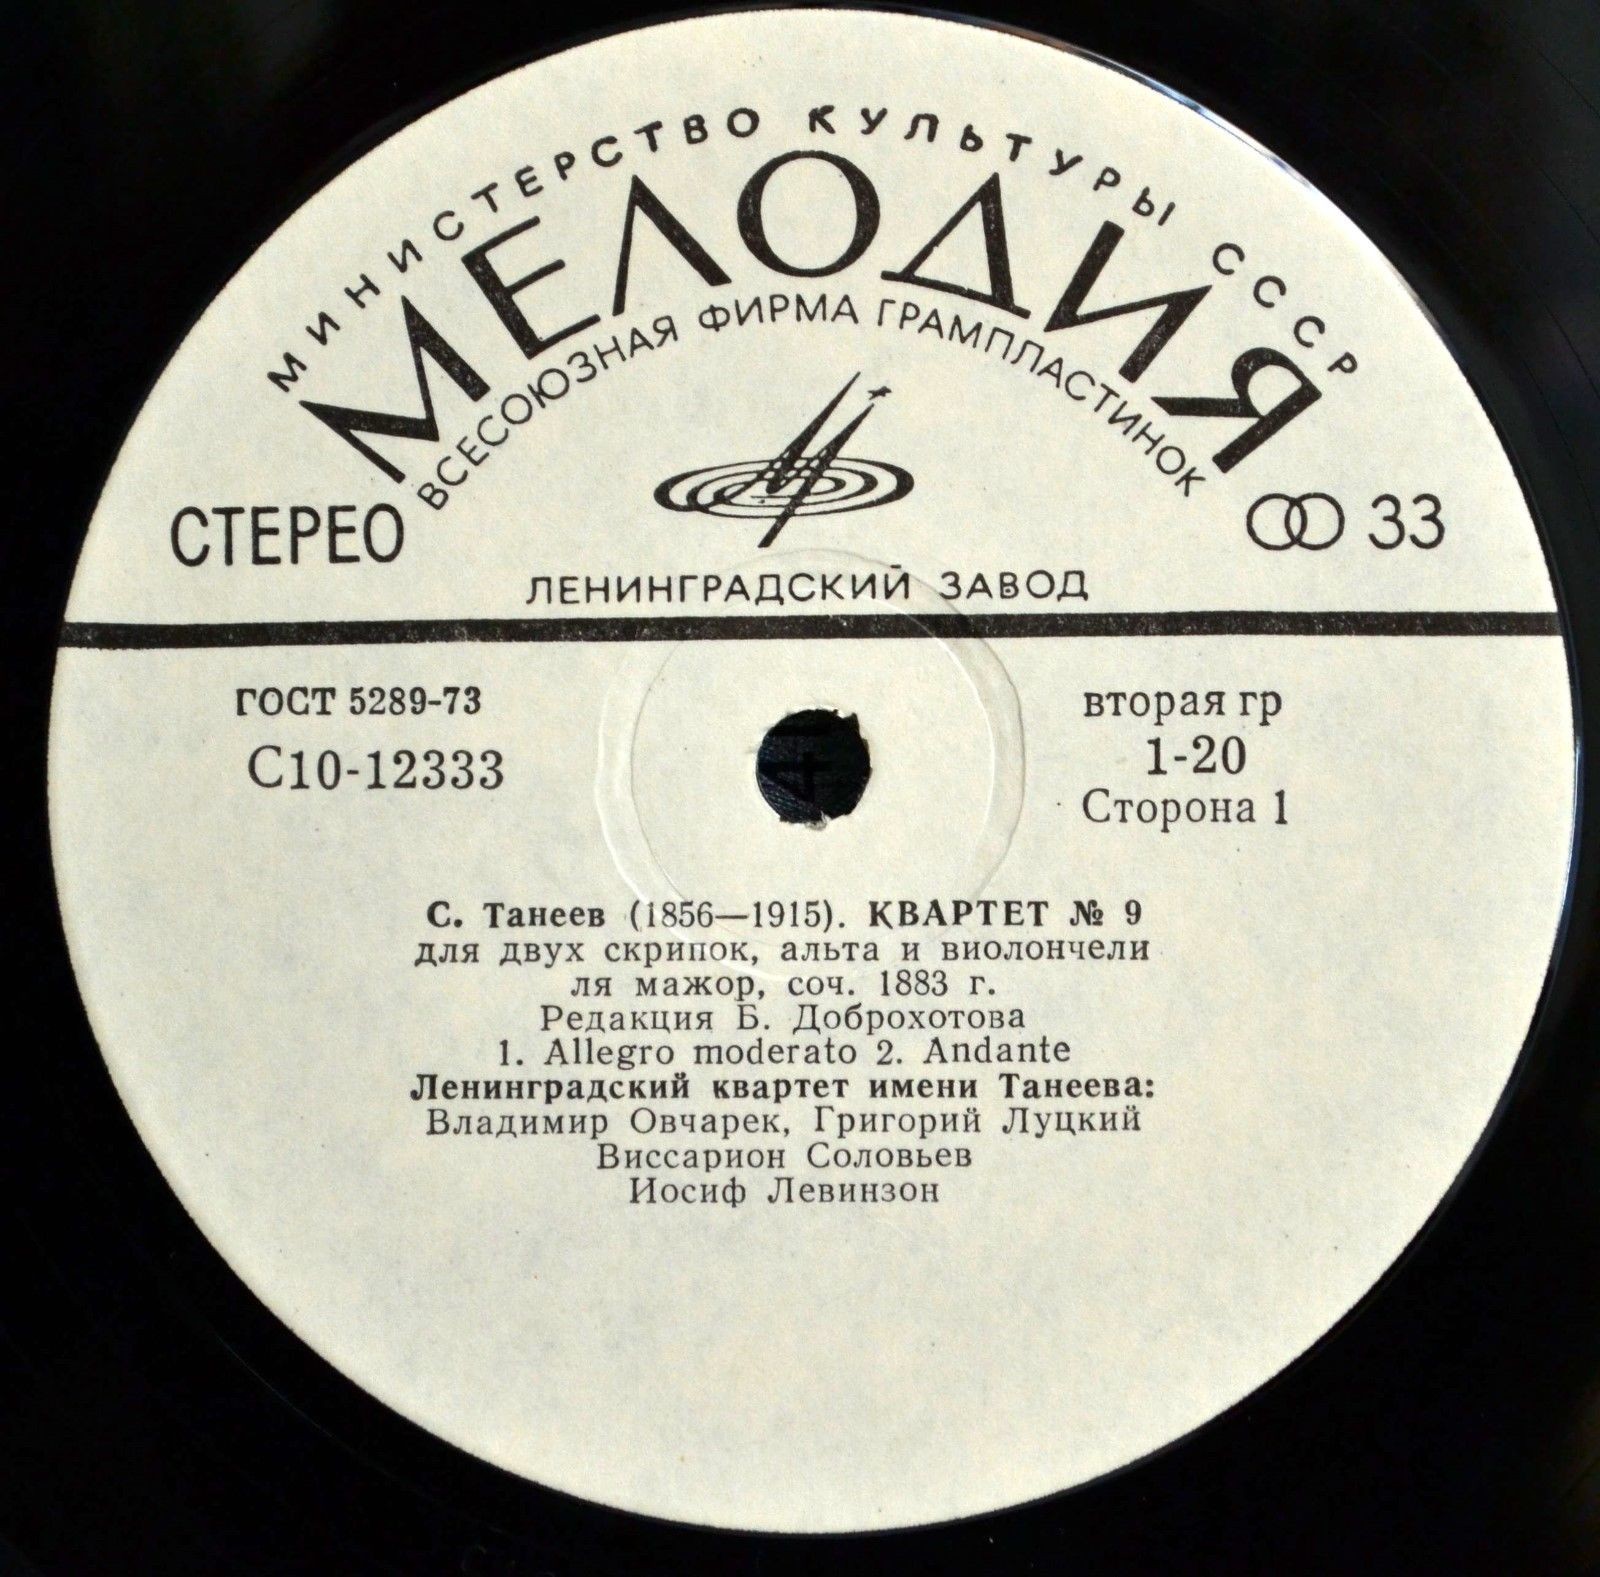 МИНИСТЕРСТВО КУЛЬТУРЫ СССР
МЕЛОДИЯ
ВСЕСОЮЗНАЯ ФИРМА ГРАМПЛАСТИНОК
СТЕРЕО
33
ЛЕНИНГРАДСКИЙ ЗАВОД
ГОСТ 5289-73
С10-12333
вторая гр
1-20
Сторона 1
С. Танеев (1856—1915). КВАРТЕТ № 9
для двух скрипок, альта и виолончели
ля мажор, соч. 1883 г.
Редакция Б. Доброхотова
1. Allegro moderato 2. Andante
Ленинградский квартет имени Танеева:
Владимир Овчарек, Григорий Луцкий
Виссарион Соловьев
Иосиф Левинзон